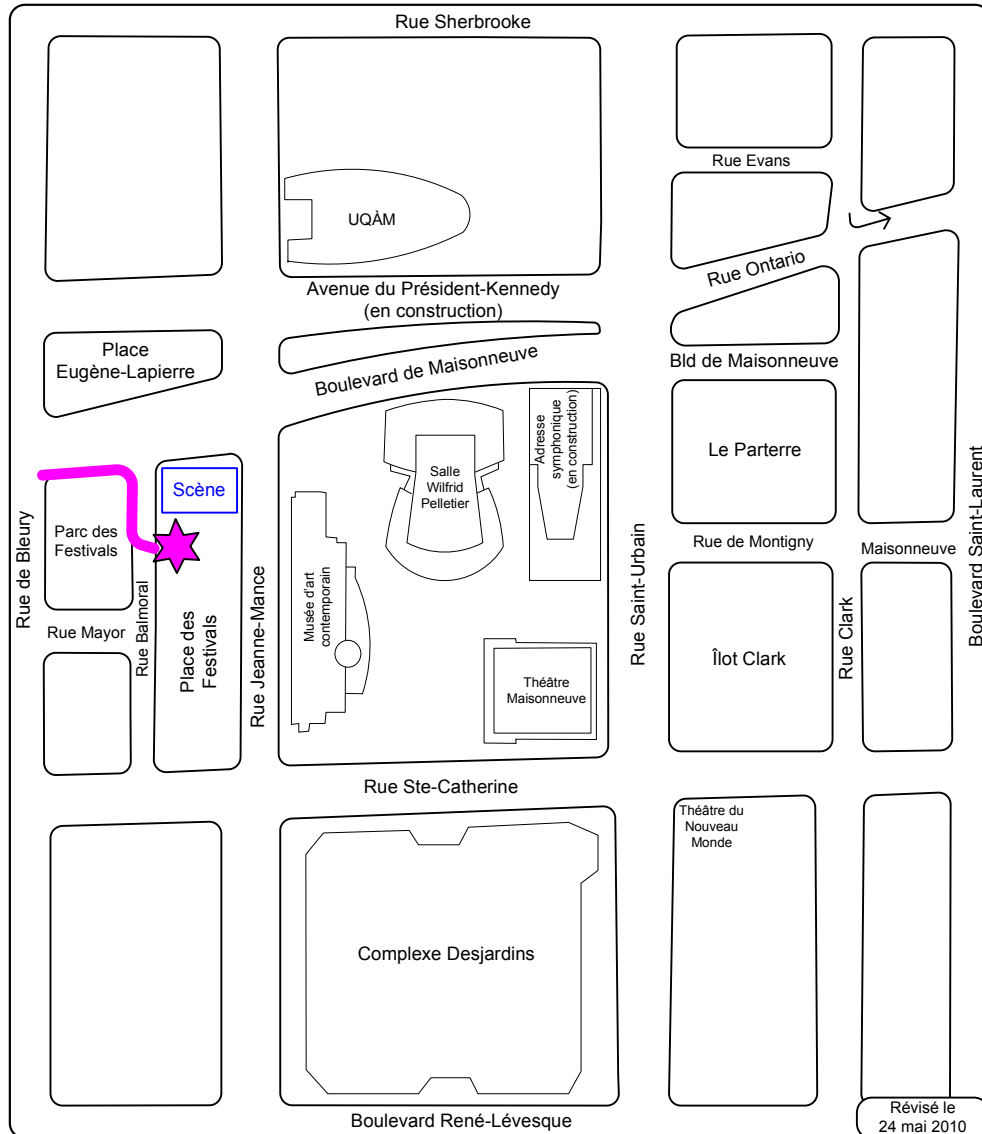 Rue Sherbrooke
Rue Evans
UQÀM
Rue Ontario
Avenue du Président-Kennedy
(en construction)
Place
Eugène-Lapierre
Boulevard de Maisonneuve
Bld de Maisonneuve
Adresse
symphonique
(en construction)
Salle
Wilfrid
Pelletier
Le Parterre
Scène
Parc des
Festivals
Rue de Bleury
Rue Balmoral
Place des
Festivals
Rue Jeanne-Mance
Musée d'art
contemporain
Rue Saint-Urbain
Rue de Montigny
Maisonneuve
Boulevard Saint-Laurent
Rue Mayor
Théâtre
Maisonneuve
Îlot Clark
Rue Clark
Rue Ste-Catherine
Théâtre du
Nouveau
Monde
Complexe Desjardins
Boulevard René-Lévesque
Révisé le
24 mai 2010